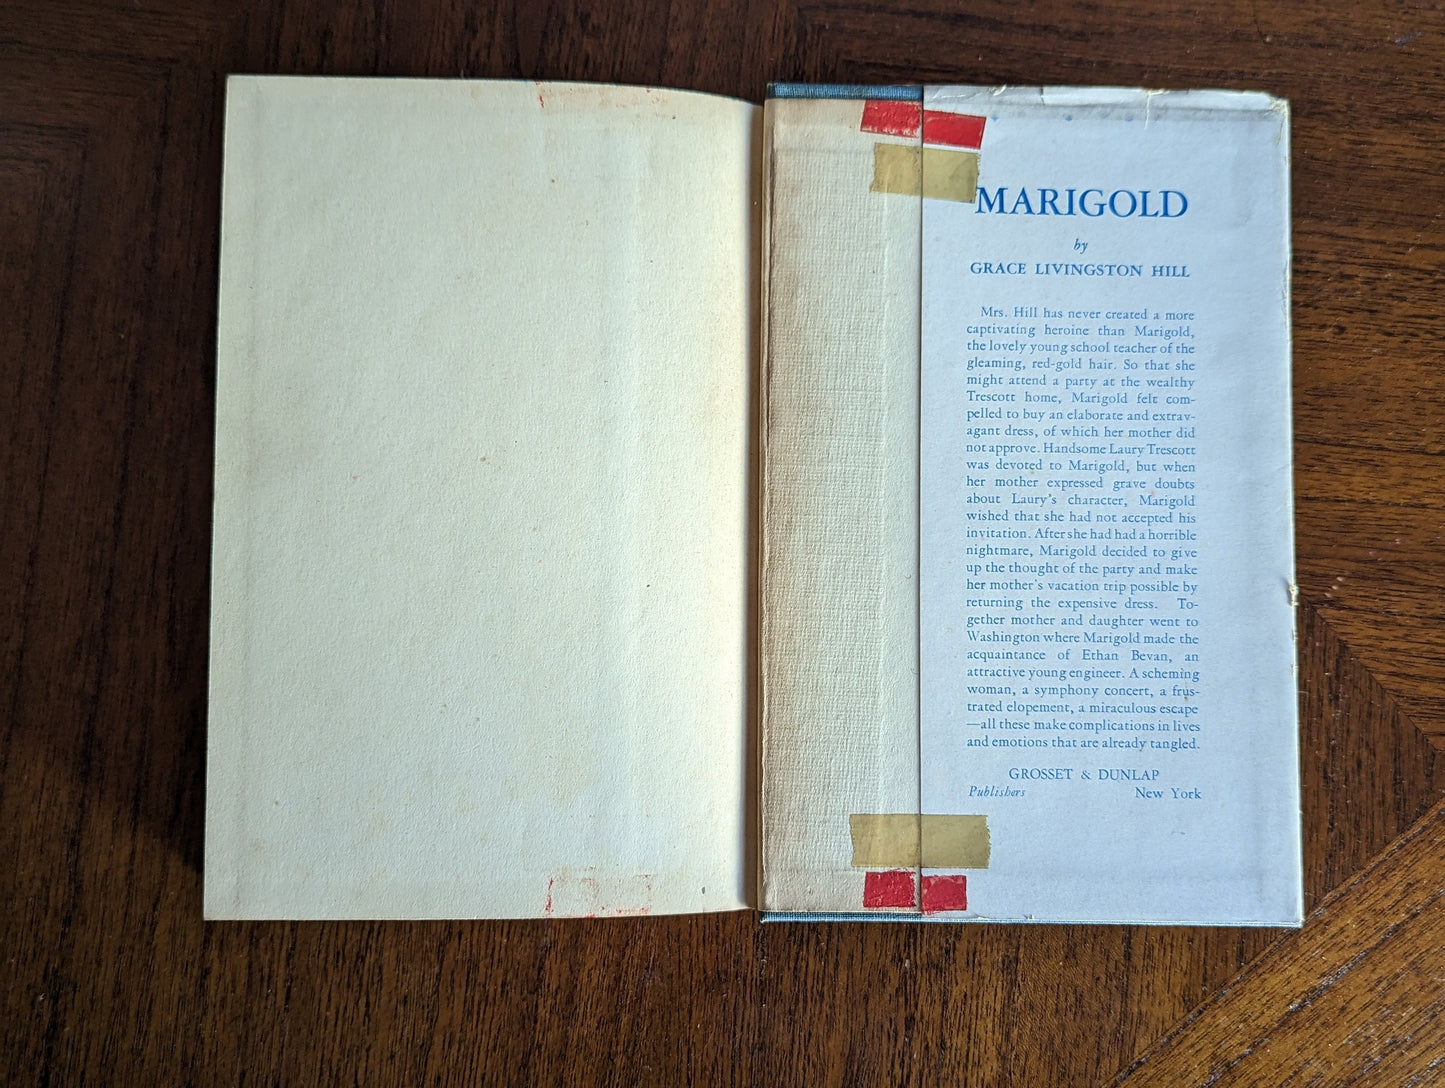 MARIGOLD
by
GRACE LIVINGSTON HILL
Mrs. Hill has never created a more
captivating heroine than Marigold,
the lovely young school teacher of the
gleaming, red-gold hair. So that she
might attend a party at the wealthy
Trescott home, Marigold felt com-
pelled to buy an elaborate and extrav-
agant dress, of which her mother did
not approve. Handsome Laury Trescott
was devoted to Marigold, but when
her mother expressed grave doubts
about Laury's character, Marigold
wished that she had not accepted his
invitation. After she had had a horrible
nightmare, Marigold decided to give
up the thought of the party and make
her mother's vacation trip possible by
returning the expensive dress. To-
gether mother and daughter went to
Washington where Marigold made the
acquaintance of Ethan Bevan, an
attractive young engineer. A scheming
woman, a symphony concert, a frus-
trated elopement, a miraculous escape
—all these make complications in lives
and emotions that are already tangled.
GROSSET & DUNLAP
Publishers New York